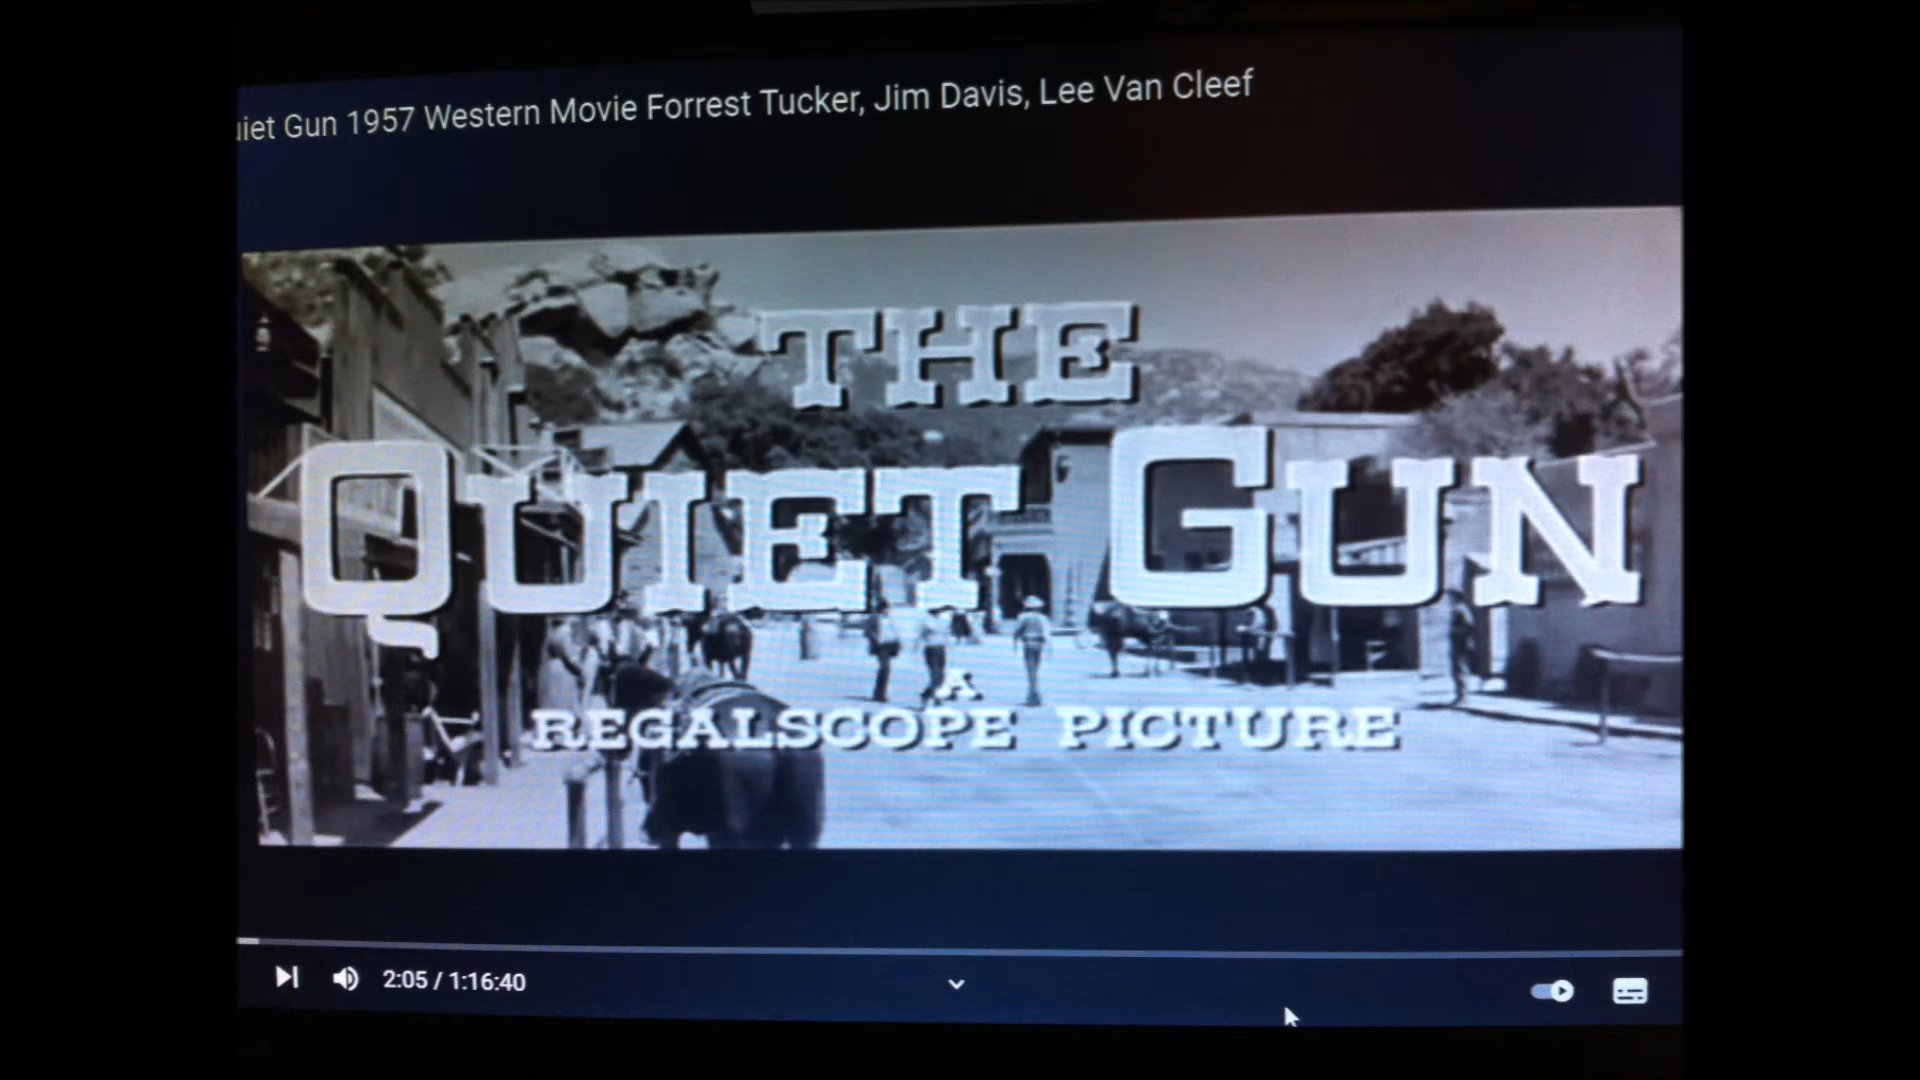 uiet Gun 1957 Western Movie Forrest Tucker, Jim Davis, Lee Van Cleef
THE
QUIET GUN
A
REGALSCOPE PICTURE
2:05 / 1:16:40